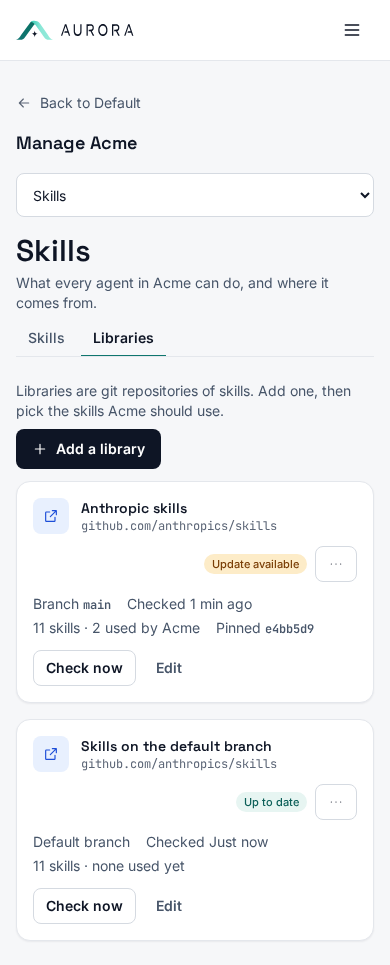 AURORA
← Back to Default
Manage Acme
Skills
Skills
What every agent in Acme can do, and where it
comes from.
Skills
Libraries
Libraries are git repositories of skills. Add one, then
pick the skills Acme should use.
+ Add a library
Anthropic skills
github.com/anthropics/skills
Update available
...
Branch main Checked 1 min ago
11 skills · 2 used by Acme Pinned e4bb5d9
Check now Edit
Skills on the default branch
github.com/anthropics/skills
Up to date
...
Default branch Checked Just now
11 skills · none used yet
Check now Edit